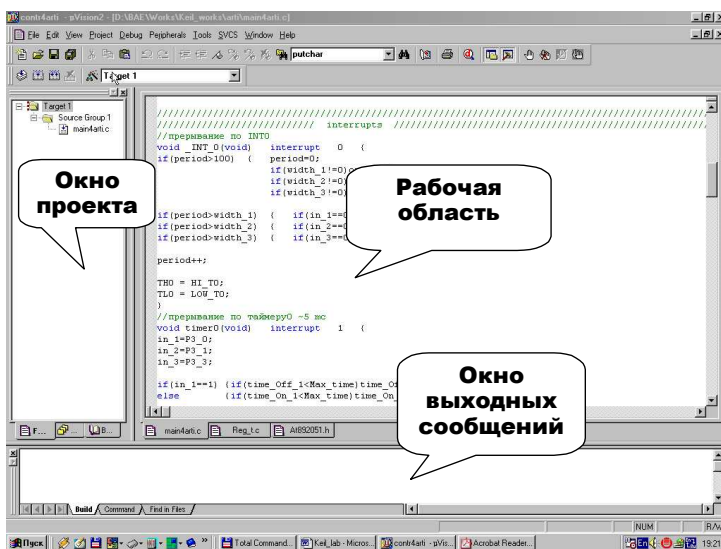 contr4arti - µVision2 - [D:\BAE\Works\Keil_works\arti\main4arti.c]
File Edit View Project Debug Peripherals Tools SVCS Window Help
putchar
Target 1
Target 1
Source Group 1
main4arti.c
////////////////////////// interrupts //////////////////////////
//прерывание по INT0
void _INT_0(void) interrupt 0 {
if(period>100) { period=0;
if(width_1!=0)
if(width_2!=0)
if(width_3!=0)
if(period>width_1) { if(in_1==0
if(period>width_2) { if(in_2==
if(period>width_3) { if(in_3==0
period++;
TH0 = HI_T0;
TL0 = LOW_T0;
}
//прерывание по таймеру0 ~5 mc
void timer0(void) interrupt 1 {
in_1=P3_0;
in_2=P3_1;
in_3=P3_3;
if(in_1==1) {if(time_Off_1<Max_time)time_O
else {if(time_On_1<Max_time)time_On_
Окно
проекта
Рабочая
область
Окно
выходных
сообщений
F... B...
main4arti.c Reg_t.c At892051.h
Build Command Find in Files
NUM R/W
Пуск Total Command... Keil_lab - Micros... contr4arti - µVis... Acrobat Reader... En 19:21